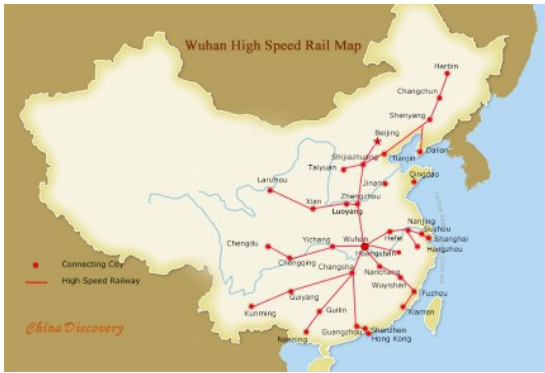 Wuhan High Speed Rail Map
Harbin
Changchun
Shenyang
Beijing
Shijiazhuang
Tianjin
Dalian
Taiyuan
Jinan
Qingdao
Lanzhou
Xian
Zhengzhou
Luoyang
Nanjing
Suzhou
Shanghai
Hefei
Hangzhou
Chengdu
Yichang
Wuhan
Huangshan
Chongqing
Changsha
Nanchang
Wuyishan
Fuzhou
Guiyang
Kunming
Guilin
Xiamen
Nanning
Guangzhou
Shenzhen
Hong Kong
Connecting City
High Speed Railway
ChinaDiscovery